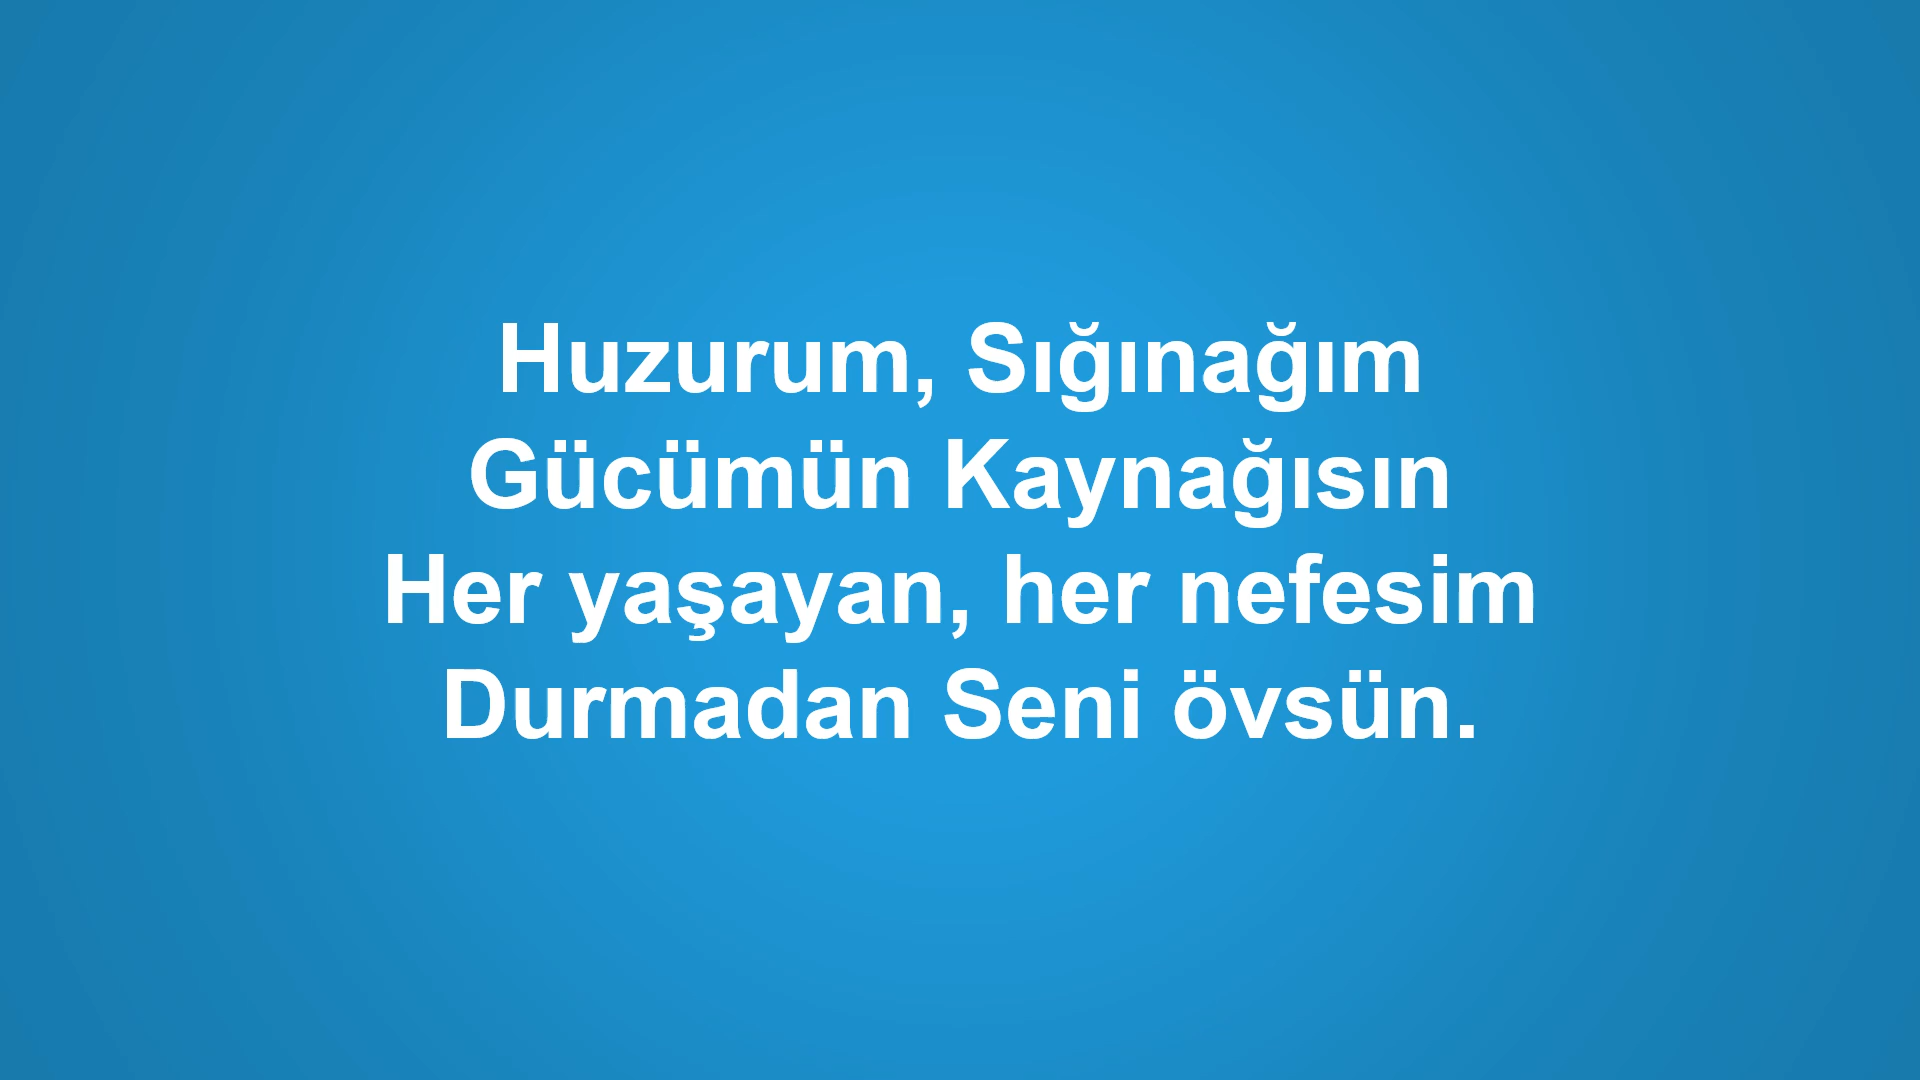 Huzurum, Sığınağım
Gücümün Kaynağısın
Her yaşayan, her nefesim
Durmadan Seni övsün.